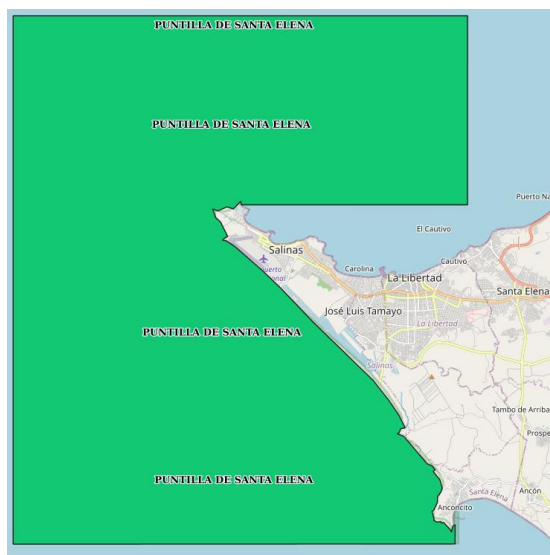 PUNTILLA DE SANTA ELENA
PUNTILLA DE SANTA ELENA
Puerto Na
El Cautivo
Salinas
Cautivo
Carolina
La Libertad
Santa Elena
José Luis Tamayo
La Libertad
PUNTILLA DE SANTA ELENA
Salinas
Tambo de Arriba
Prospe
PUNTILLA DE SANTA ELENA
Ancón
Santa Elena
Anconcito